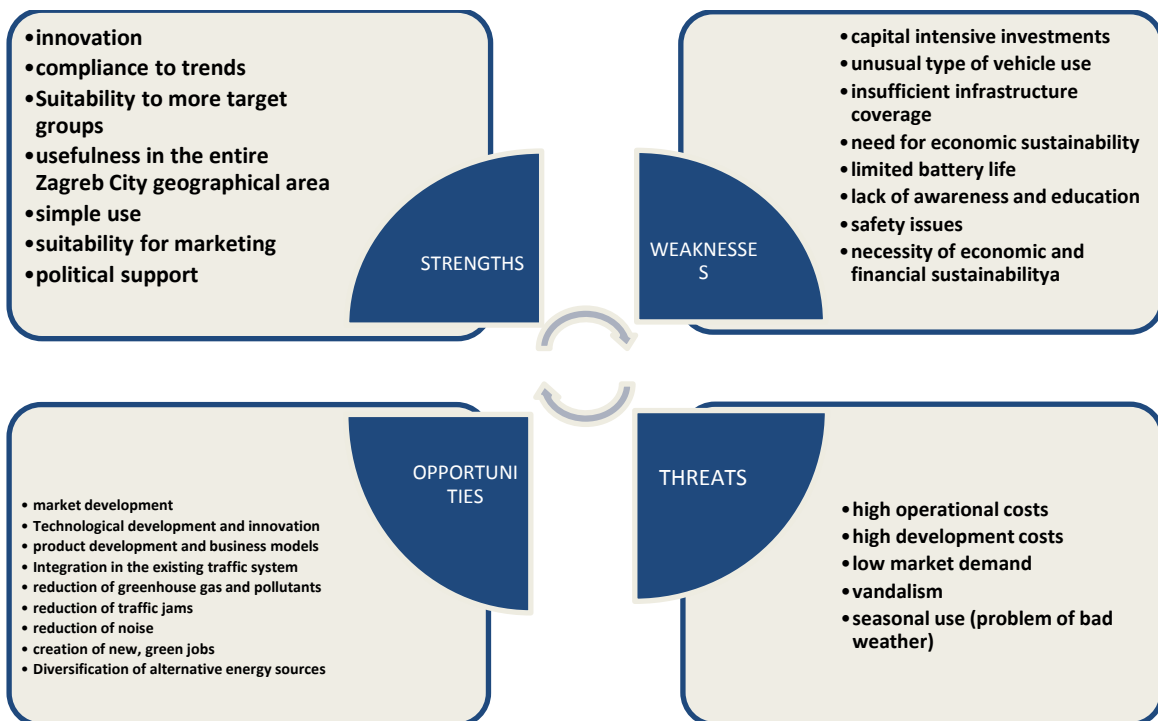 •innovation
•compliance to trends
•Suitability to more target
groups
•usefulness in the entire
Zagreb City geographical area
•simple use
•suitability for marketing
•political support
STRENGTHS
•capital intensive investments
•unusual type of vehicle use
•insufficient infrastructure
coverage
•need for economic sustainability
•limited battery life
•lack of awareness and education
•safety issues
•necessity of economic and
financial sustainabilitya
WEAKNESSE
S
• market development
• Technological development and innovation
• product development and business models
• Integration in the existing traffic system
• reduction of greenhouse gas and pollutants
• reduction of traffic jams
• reduction of noise
• creation of new, green jobs
• Diversification of alternative energy sources
OPPORTUNI
TIES
THREATS
•high operational costs
•high development costs
•low market demand
•vandalism
•seasonal use (problem of bad
weather)